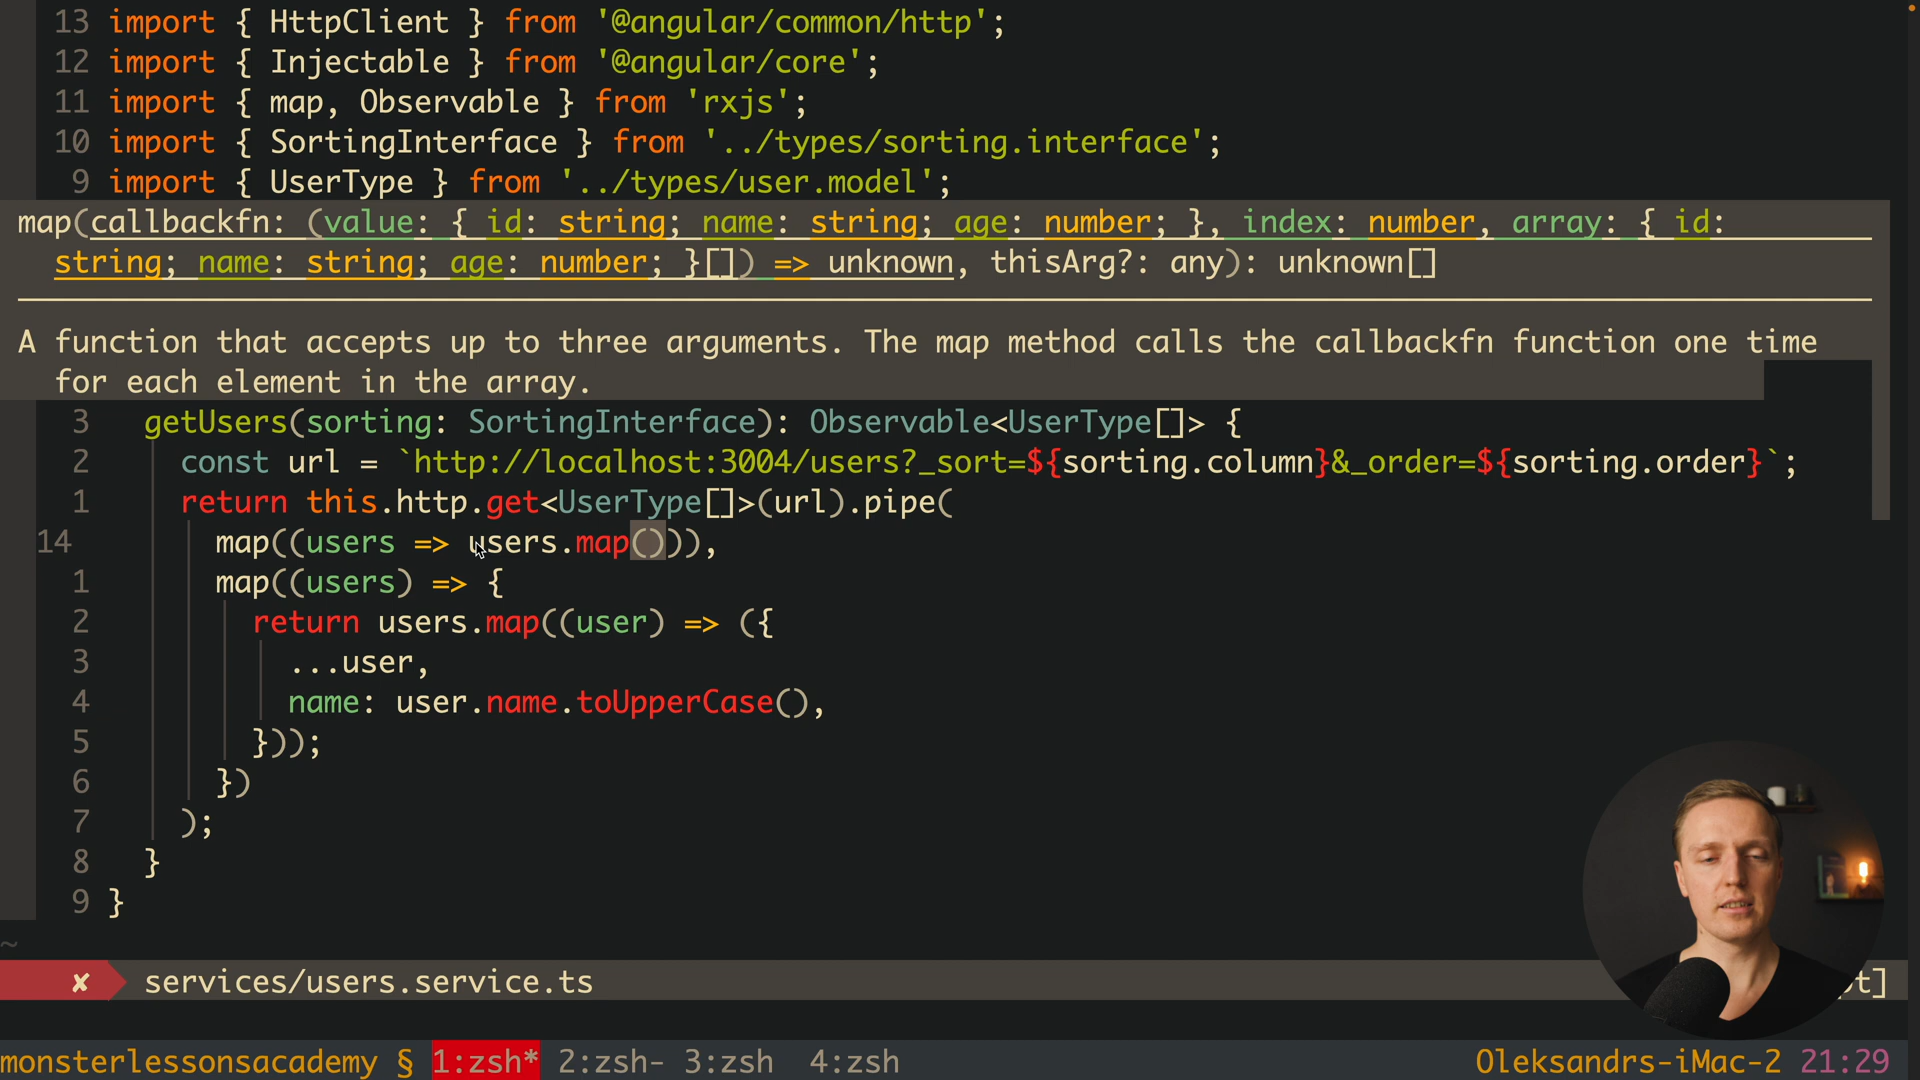 13 import { HttpClient } from '@angular/common/http';
12 import { Injectable } from '@angular/core';
11 import { map, Observable } from 'rxjs';
10 import { SortingInterface } from '../types/sorting.interface';
9 import { UserType } from '../types/user.model';
map(callbackfn: (value: { id: string; name: string; age: number; }, index: number, array: { id:
string; name: string; age: number; }[]) => unknown, thisArg?: any): unknown[]
A function that accepts up to three arguments. The map method calls the callbackfn function one time
for each element in the array.
3 getUsers(sorting: SortingInterface): Observable<UserType[]> {
2 const url = `http://localhost:3004/users?_sort=${sorting.column}&_order=${sorting.order}`;
1 return this.http.get<UserType[]>(url).pipe(
14 map((users => users.map())),
1 map((users) => {
2 return users.map((user) => ({
3 ...user,
4 name: user.name.toUpperCase(),
5 }));
6 })
7 );
8 }
9 }
~
✘ services/users.service.ts t]
monsterlessonsacademy § 1:zsh* 2:zsh- 3:zsh 4:zsh Oleksandrs-iMac-2 21:29